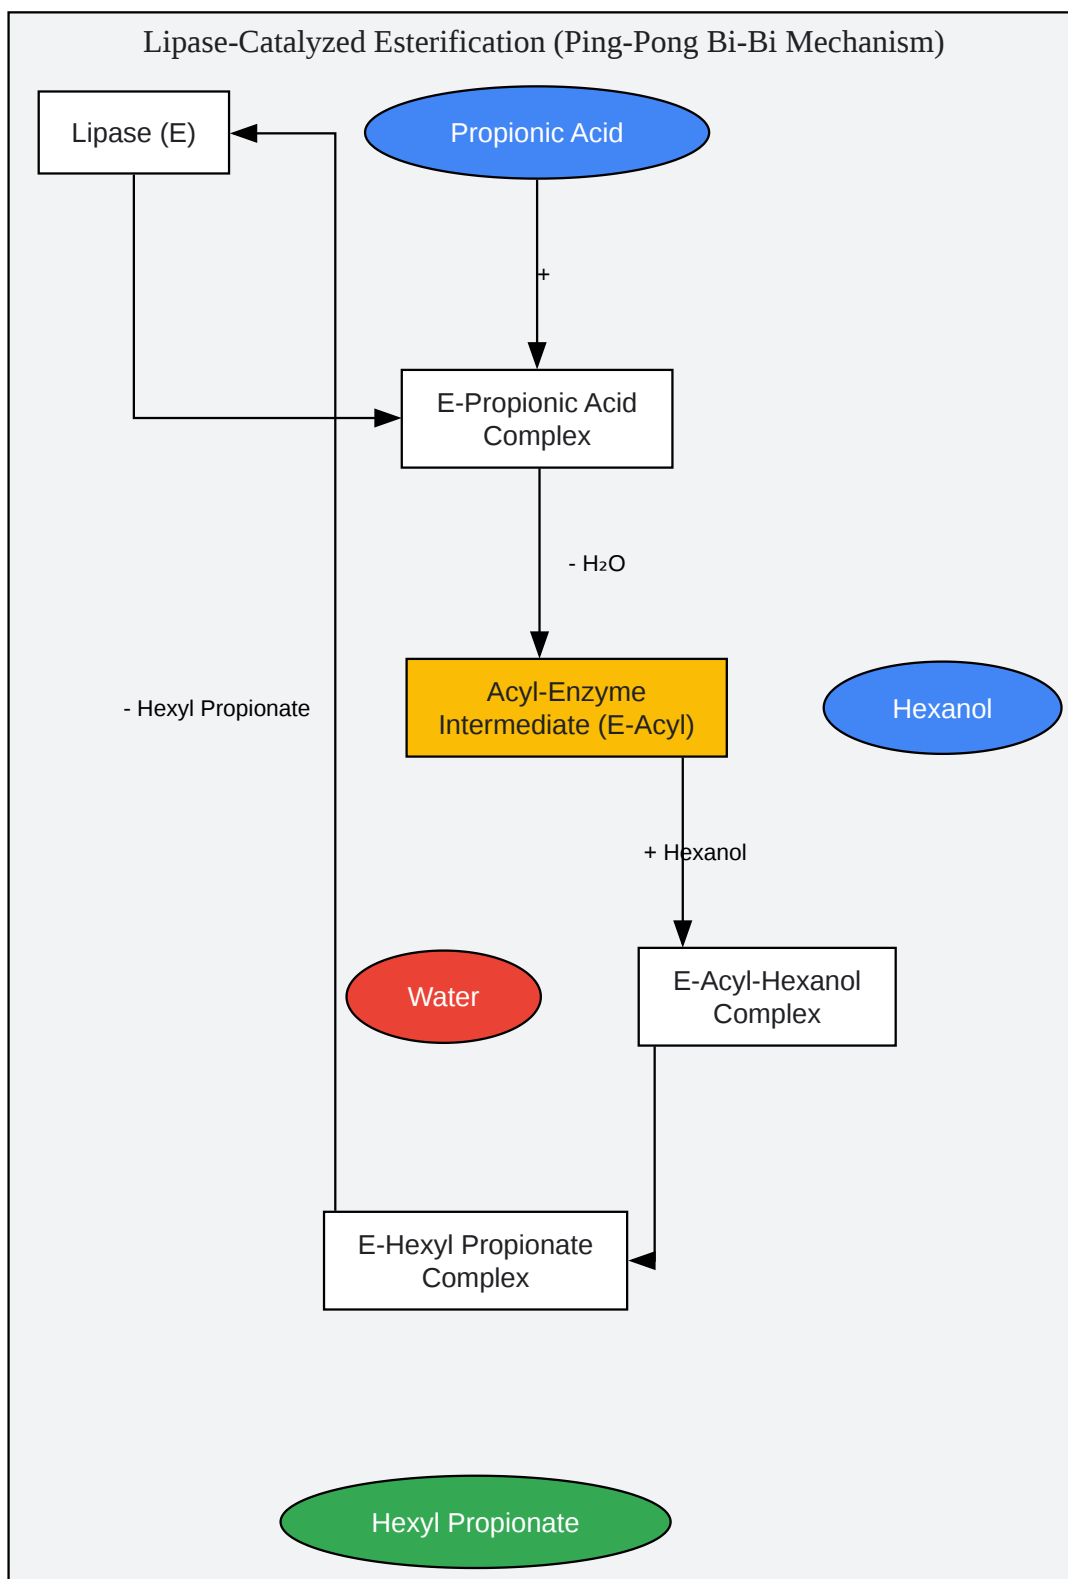 Lipase-Catalyzed Esterification (Ping-Pong Bi-Bi Mechanism)
Lipase (E)
Propionic Acid
+
E-Propionic Acid
Complex
- H₂O
Acyl-Enzyme
Intermediate (E-Acyl)
Hexanol
- Hexyl Propionate
+ Hexanol
Water
E-Acyl-Hexanol
Complex
E-Hexyl Propionate
Complex
Hexyl Propionate